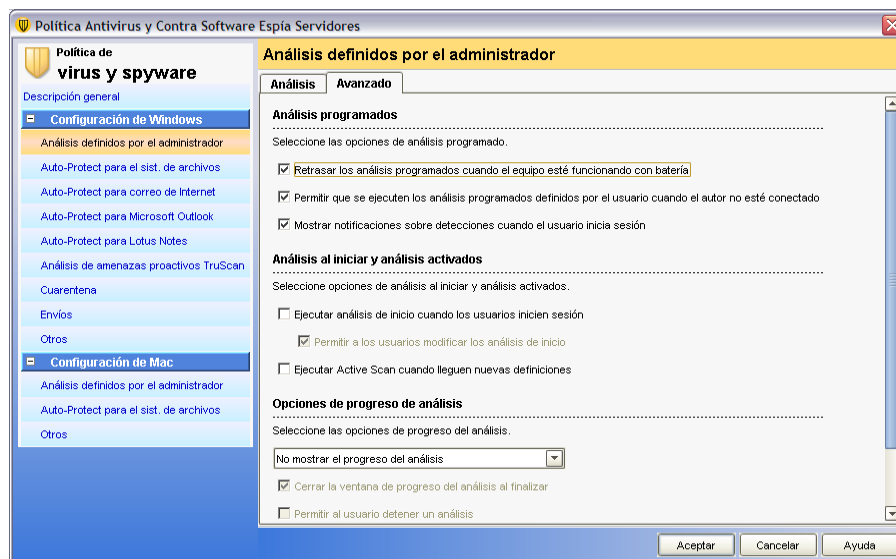 Política Antivirus y Contra Software Espía Servidores
Política de
virus y spyware
Descripción general
Configuración de Windows
Análisis definidos por el administrador
Auto-Protect para el sist. de archivos
Auto-Protect para correo de Internet
Auto-Protect para Microsoft Outlook
Auto-Protect para Lotus Notes
Análisis de amenazas proactivos TruScan
Cuarentena
Envíos
Otros
Configuración de Mac
Análisis definidos por el administrador
Auto-Protect para el sist. de archivos
Otros
Análisis definidos por el administrador
Análisis
Avanzado
Análisis programados
Seleccione las opciones de análisis programado.
Retrasar los análisis programados cuando el equipo esté funcionando con batería
Permitir que se ejecuten los análisis programados definidos por el usuario cuando el autor no esté conectado
Mostrar notificaciones sobre detecciones cuando el usuario inicia sesión
Análisis al iniciar y análisis activados
Seleccione opciones de análisis al iniciar y análisis activados.
Ejecutar análisis de inicio cuando los usuarios inicien sesión
Permitir a los usuarios modificar los análisis de inicio
Ejecutar Active Scan cuando lleguen nuevas definiciones
Opciones de progreso de análisis
Seleccione las opciones de progreso del análisis.
No mostrar el progreso del análisis
Cerrar la ventana de progreso del análisis al finalizar
Permitir al usuario detener un análisis
Aceptar
Cancelar
Ayuda